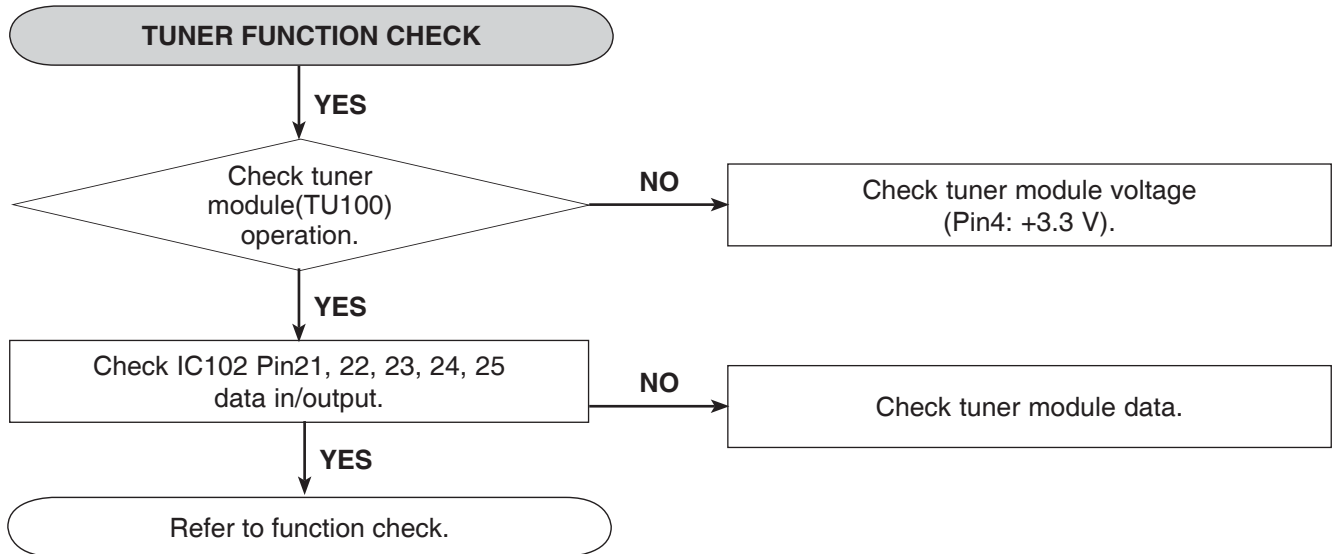 TUNER FUNCTION CHECK
YES
Check tuner
module(TU100)
operation.
NO
Check tuner module voltage
(Pin4: +3.3 V).
YES
Check IC102 Pin21, 22, 23, 24, 25
data in/output.
NO
Check tuner module data.
YES
Refer to function check.